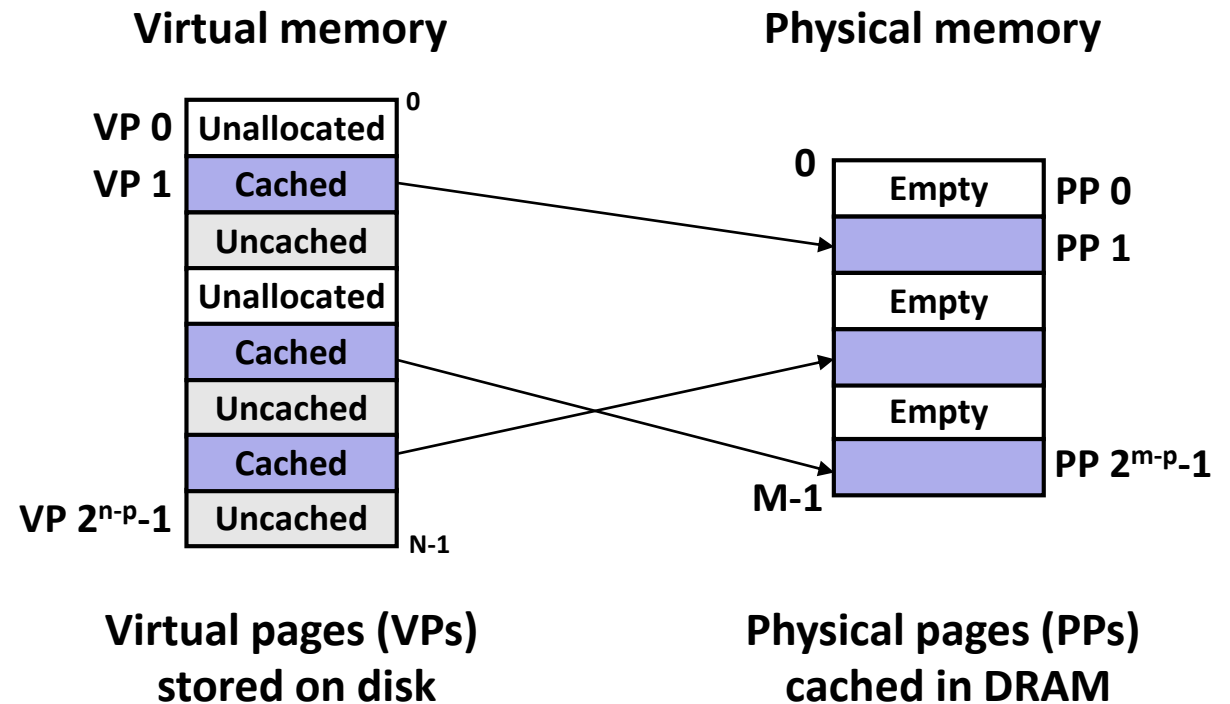 Virtual memory
Physical memory
0
VP 0
Unallocated
VP 1
Cached
Uncached
Unallocated
Cached
Uncached
Cached
VP 2ⁿ⁻ᵖ-1
Uncached
N-1
0
Empty
PP 0
PP 1
Empty
Empty
PP 2ᵐ⁻ᵖ-1
M-1
Virtual pages (VPs)
stored on disk
Physical pages (PPs)
cached in DRAM